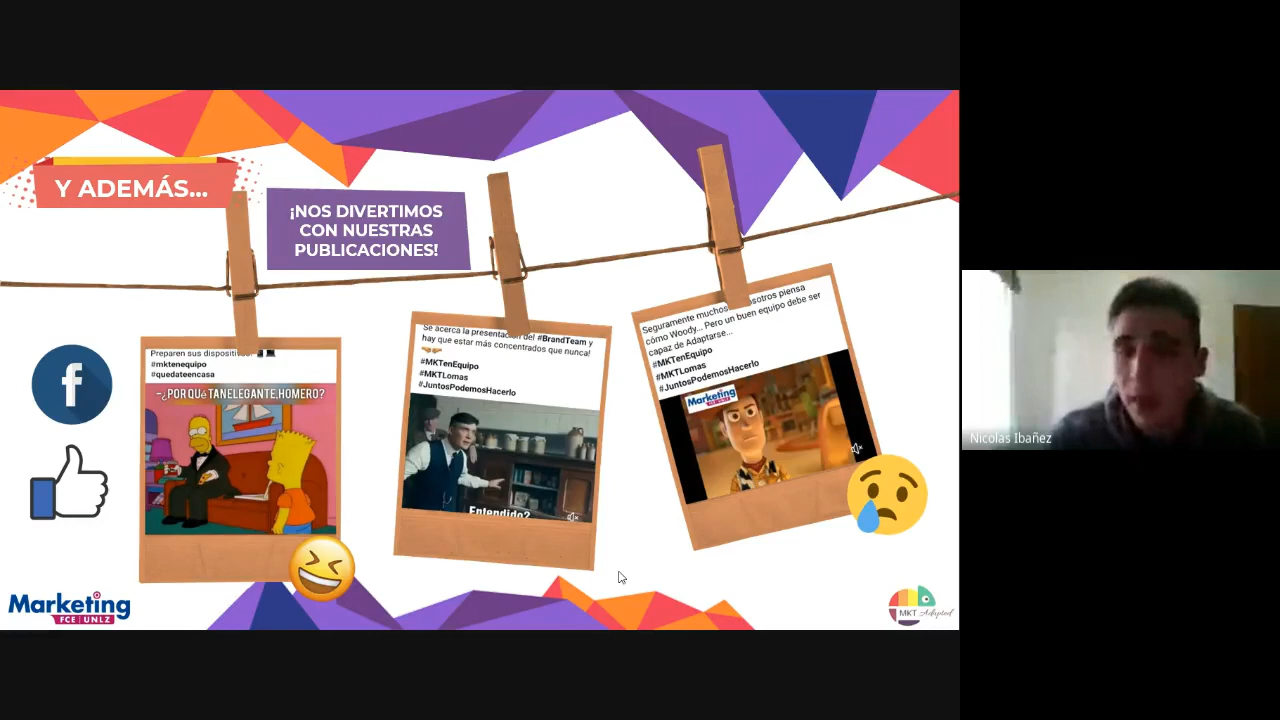 Y ADEMÁS...
¡NOS DIVERTIMOS
CON NUESTRAS
PUBLICACIONES!
Preparen sus
#mktenequipo
#quedateencasa
-¿POR QUé TAN ELEGANTE, HOMERO?
Se acerca la presentación del #BrandTeam y
hay que estar más concentrados que nunca!
#MKTenEquipo
#MKTLomas
#JuntosPodemosHacerlo
Entendido?
Seguramente muchos osotros piensa
cómo Woody... Pero un buen equipo debe ser
capaz de Adaptarse...
#MKTenEquipo
#MKTLomas
#JuntosPodemosHacerlo
Marketing
FCE UNLZ
Nicolas Ibañez
Marketing
FCE | UNLZ
MKT Adapted